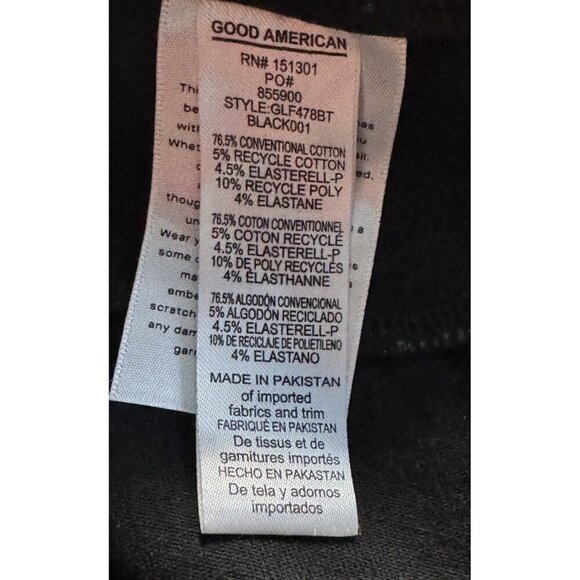 GOOD AMERICAN
RN# 151301
PO#
855900
STYLE:GLF478BT
BLACK001
76.5% CONVENTIONAL COTTON
5% RECYCLE COTTON
4.5% ELASTERELL-P
10% RECYCLE POLY
4% ELASTANE
76.5% COTON CONVENTIONNEL
5% COTON RECYCLÉ
4.5% ELASTERELL-P
10% DE POLY RECYCLÉS
4% ÉLASTHANNE
76.5% ALGODÓN CONVENCIONAL
5% ALGODÓN RECICLADO
4.5% ELASTERELL-P
10% DE RECICLAJE DE POLIETILENO
4% ELASTANO
MADE IN PAKISTAN
of imported
fabrics and trim
FABRIQUÉ EN PAKISTAN
De tissus et de
garnitures importés
HECHO EN PAKASTAN
De tela y adornos
importados
Wear
some
any
a